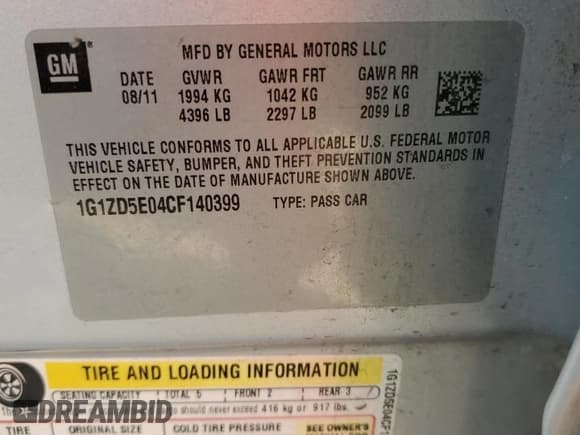 GM
MFD BY GENERAL MOTORS LLC
DATE GVWR GAWR FRT GAWR RR
08/11 1994 KG 1042 KG 952 KG
4396 LB 2297 LB 2099 LB
THIS VEHICLE CONFORMS TO ALL APPLICABLE U.S. FEDERAL MOTOR
VEHICLE SAFETY, BUMPER, AND THEFT PREVENTION STANDARDS IN
EFFECT ON THE DATE OF MANUFACTURE SHOWN ABOVE.
1G1ZD5E04CF140399 TYPE: PASS CAR
TIRE AND LOADING INFORMATION
SEATING CAPACITY TOTAL 5 FRONT 2 REAR 3
should never exceed 416 kg or 917 lbs.
DREAMBID
TIRE ORIGINAL SIZE COLD TIRE PRESSURE SEE OWNER'S
1G1ZD5E04CF1